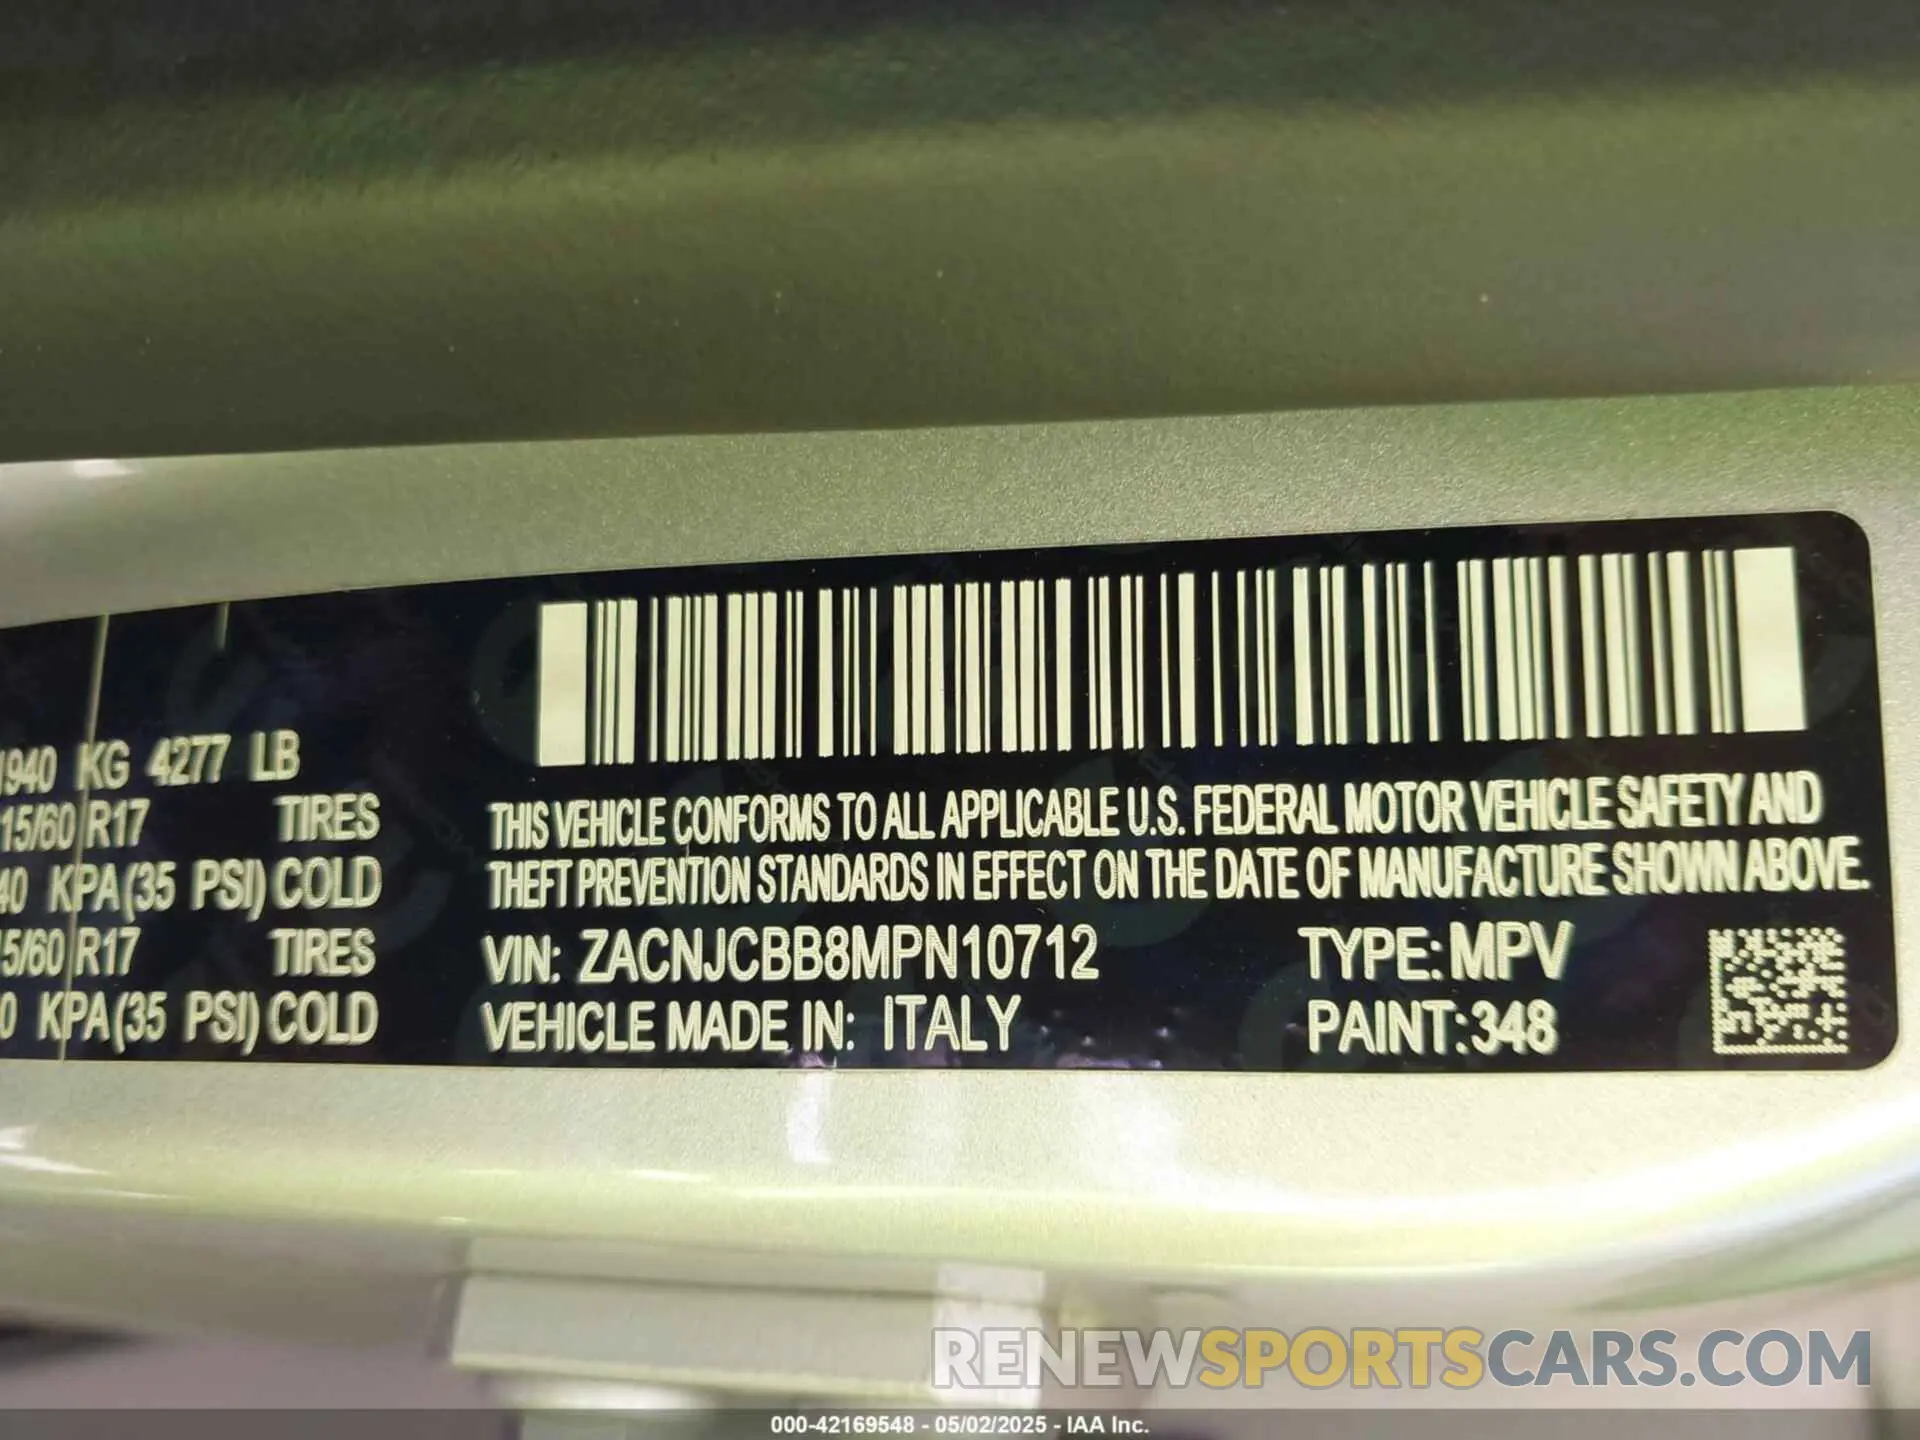 940 KG 4277 LB
15/60 R17 TIRES
40 KPA(35 PSI) COLD
5/60 R17 TIRES
0 KPA(35 PSI) COLD
THIS VEHICLE CONFORMS TO ALL APPLICABLE U.S. FEDERAL MOTOR VEHICLE SAFETY AND
THEFT PREVENTION STANDARDS IN EFFECT ON THE DATE OF MANUFACTURE SHOWN ABOVE.
VIN: ZACNJCBB8MPN10712 TYPE: MPV
VEHICLE MADE IN: ITALY PAINT: 348
RENEWSPORTSCARS.COM
000-42169548 - 05/02/2025 - IAA Inc.